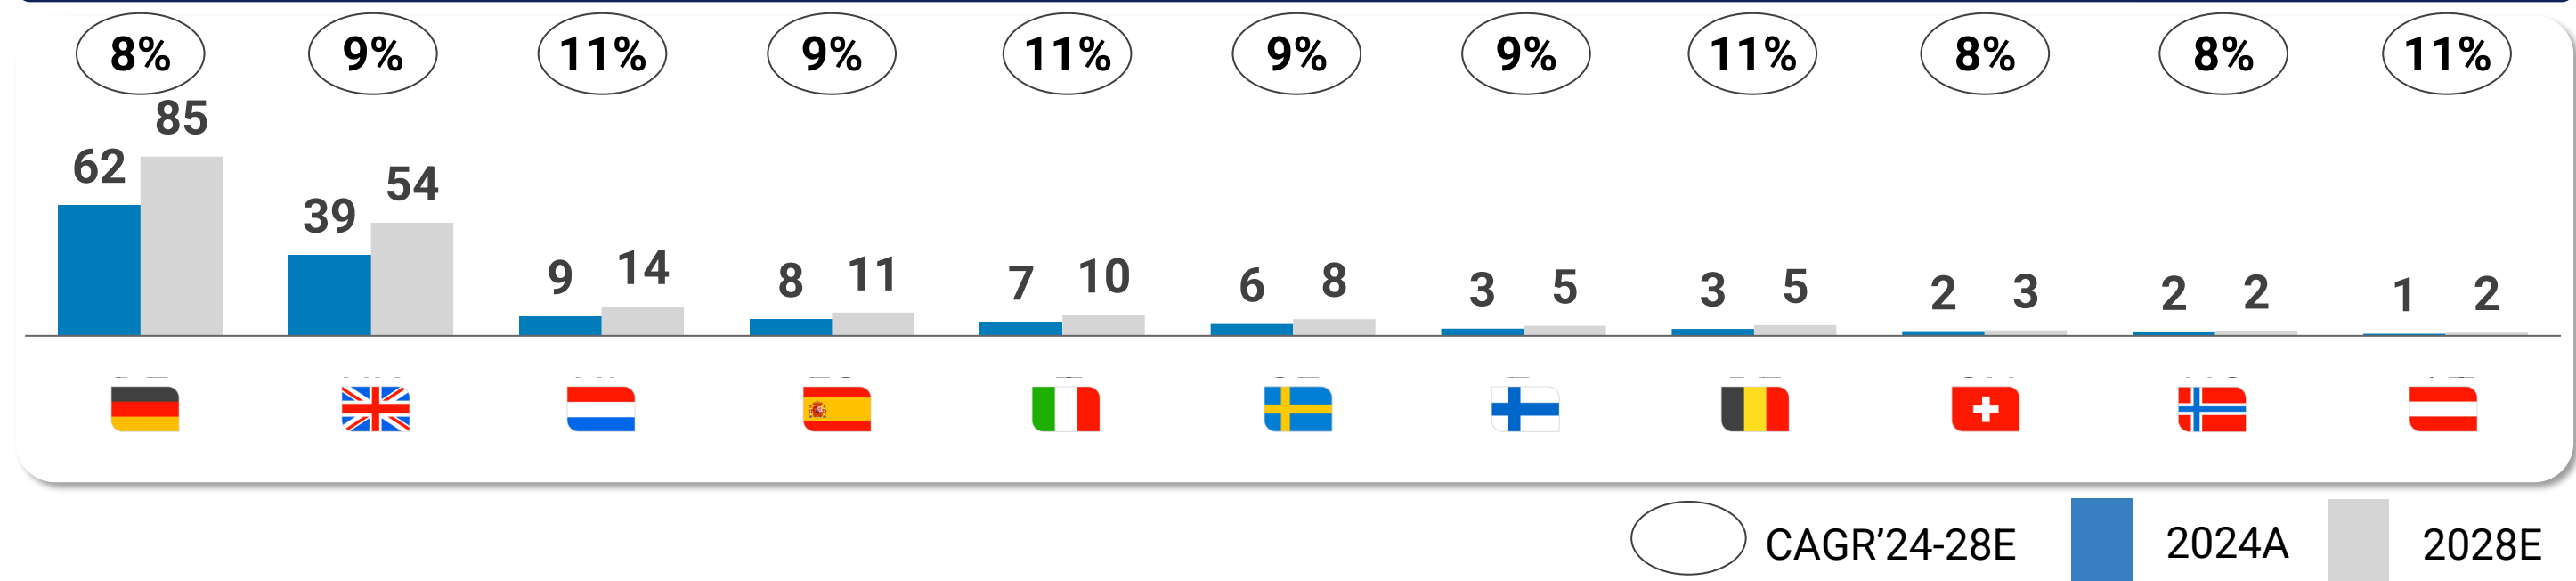 8% 9% 11% 9% 11% 9% 9% 11% 8% 8% 11%
62 85 39 54 9 14 8 11 7 10 6 8 3 5 3 5 2 3 2 2 1 2
CAGR’24-28E 2024A 2028E